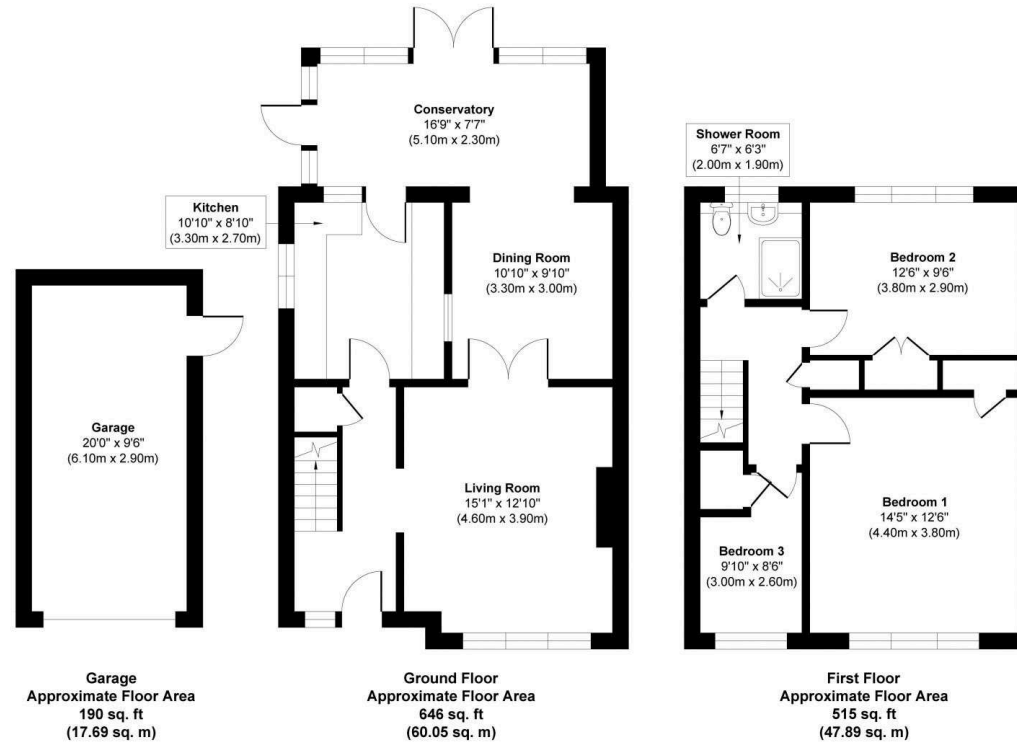 Conservatory
16'9" x 7'7"
(5.10m x 2.30m)
Shower Room
6'7" x 6'3"
(2.00m x 1.90m)
Kitchen
10'10" x 8'10"
(3.30m x 2.70m)
Dining Room
10'10" x 9'10"
(3.30m x 3.00m)
Bedroom 2
12'6" x 9'6"
(3.80m x 2.90m)
Garage
20'0" x 9'6"
(6.10m x 2.90m)
Living Room
15'1" x 12'10"
(4.60m x 3.90m)
Bedroom 1
14'5" x 12'6"
(4.40m x 3.80m)
Bedroom 3
9'10" x 8'6"
(3.00m x 2.60m)
Garage
Approximate Floor Area
190 sq. ft
(17.69 sq. m)
Ground Floor
Approximate Floor Area
646 sq. ft
(60.05 sq. m)
First Floor
Approximate Floor Area
515 sq. ft
(47.89 sq. m)